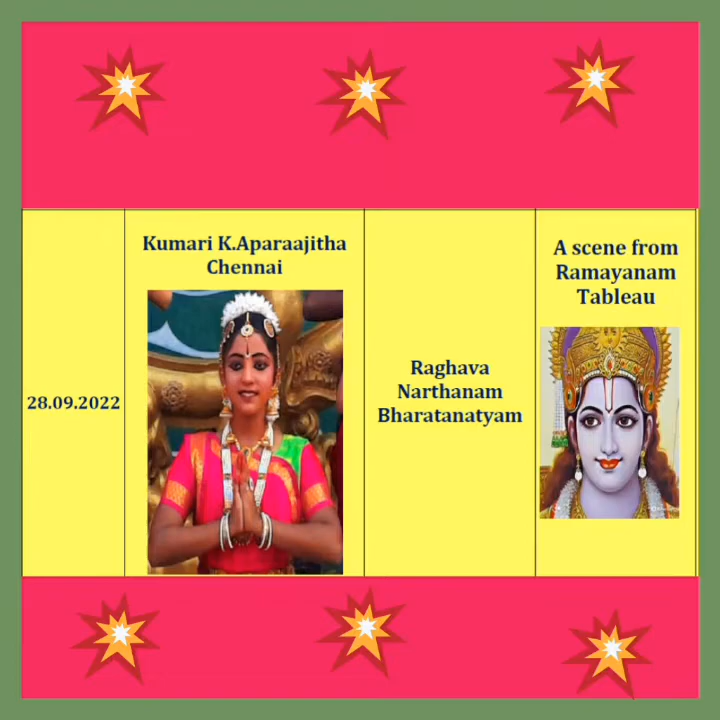 28.09.2022
Kumari K.Aparaajitha
Chennai
Raghava
Narthanam
Bharatanatyam
A scene from
Ramayanam
Tableau